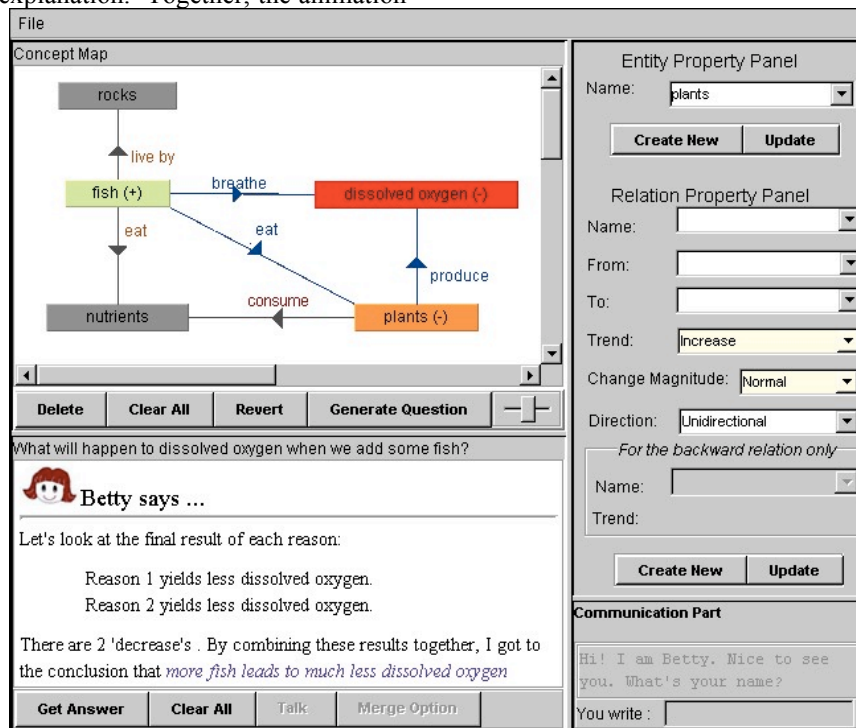 explanation. Together, the animation
File
Concept Map
rocks
live by
fish (+)
breathe
dissolved oxygen (-)
eat
eat
produce
nutrients
consume
plants (-)
Delete
Clear All
Revert
Generate Question
What will happen to dissolved oxygen when we add some fish?
Betty says ...
Let's look at the final result of each reason:
Reason 1 yields less dissolved oxygen.
Reason 2 yields less dissolved oxygen.
There are 2 'decrease's . By combining these results together, I got to
the conclusion that more fish leads to much less dissolved oxygen
Get Answer
Clear All
Talk
Merge Option
Entity Property Panel
Name:
plants
Create New
Update
Relation Property Panel
Name:
From:
To:
Trend:
Increase
Change Magnitude:
Normal
Direction:
Unidirectional
For the backward relation only
Name:
Trend:
Create New
Update
Communication Part
Hi! I am Betty. Nice to see
you. What's your name?
You write :